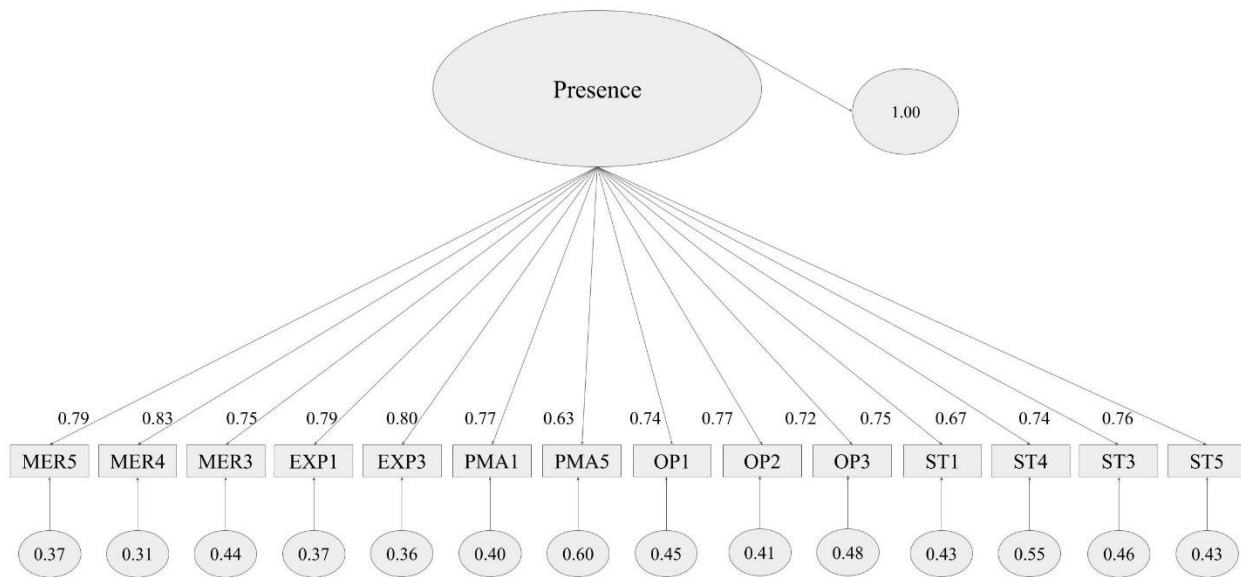 Presence
1.00
0.79 0.83 0.75 0.79 0.80 0.77 0.63 0.74 0.77 0.72 0.75 0.67 0.74 0.76
MER5 MER4 MER3 EXP1 EXP3 PMA1 PMA5 OP1 OP2 OP3 ST1 ST4 ST3 ST5
0.37 0.31 0.44 0.37 0.36 0.40 0.60 0.45 0.41 0.48 0.43 0.55 0.46 0.43